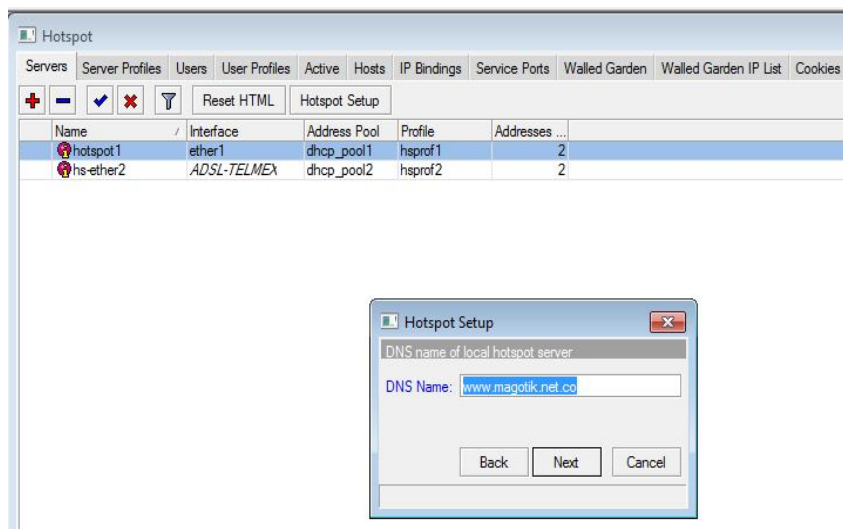 Hotspot
Servers Server Profiles Users User Profiles Active Hosts IP Bindings Service Ports Walled Garden Walled Garden IP List Cookies
Reset HTML Hotspot Setup
Name / Interface Address Pool Profile Addresses ...
hotspot1 ether1 dhcp_pool1 hsprof1 2
hs-ether2 ADSL-TELMEX dhcp_pool2 hsprof2 2
Hotspot Setup
DNS name of local hotspot server
DNS Name: www.magotik.net.co
Back Next Cancel